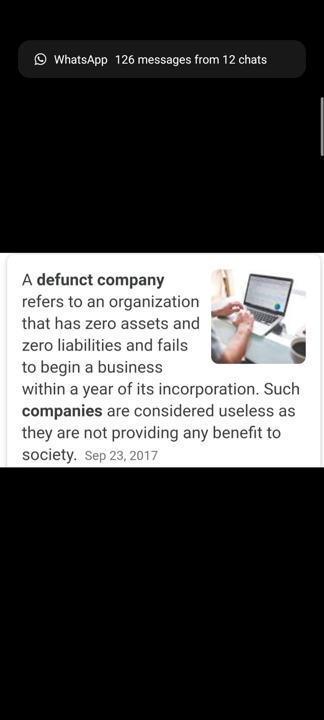 WhatsApp 126 messages from 12 chats
A defunct company
refers to an organization
that has zero assets and
zero liabilities and fails
to begin a business
within a year of its incorporation. Such
companies are considered useless as
they are not providing any benefit to
society. Sep 23, 2017